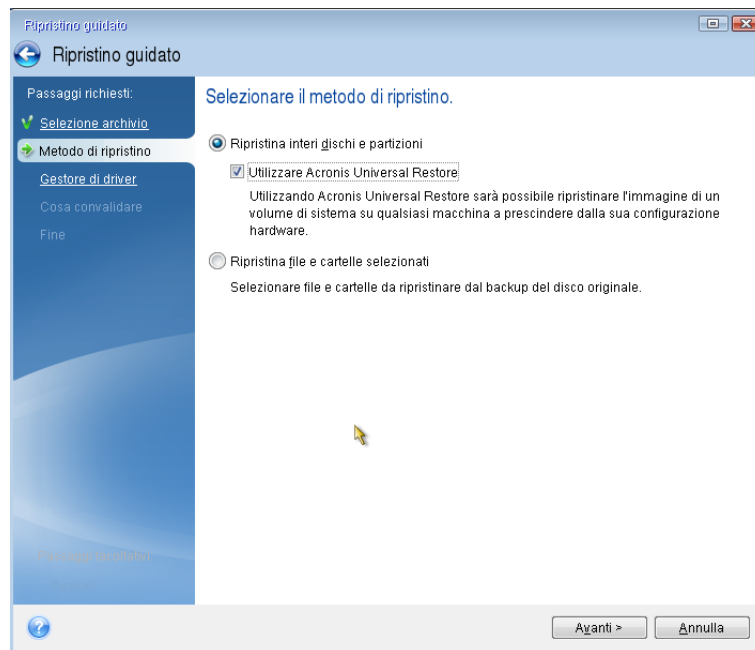 Ripristino guidato
Ripristino guidato
Passaggi richiesti:
Selezione archivio
Metodo di ripristino
Gestore di driver
Cosa convalidare
Fine
Selezionare il metodo di ripristino.
Ripristina interi dischi e partizioni
Utilizzare Acronis Universal Restore
Utilizzando Acronis Universal Restore sarà possibile ripristinare l'immagine di un
volume di sistema su qualsiasi macchina a prescindere dalla sua configurazione
hardware.
Ripristina file e cartelle selezionati
Selezionare file e cartelle da ripristinare dal backup del disco originale.
Avanti >
Annulla